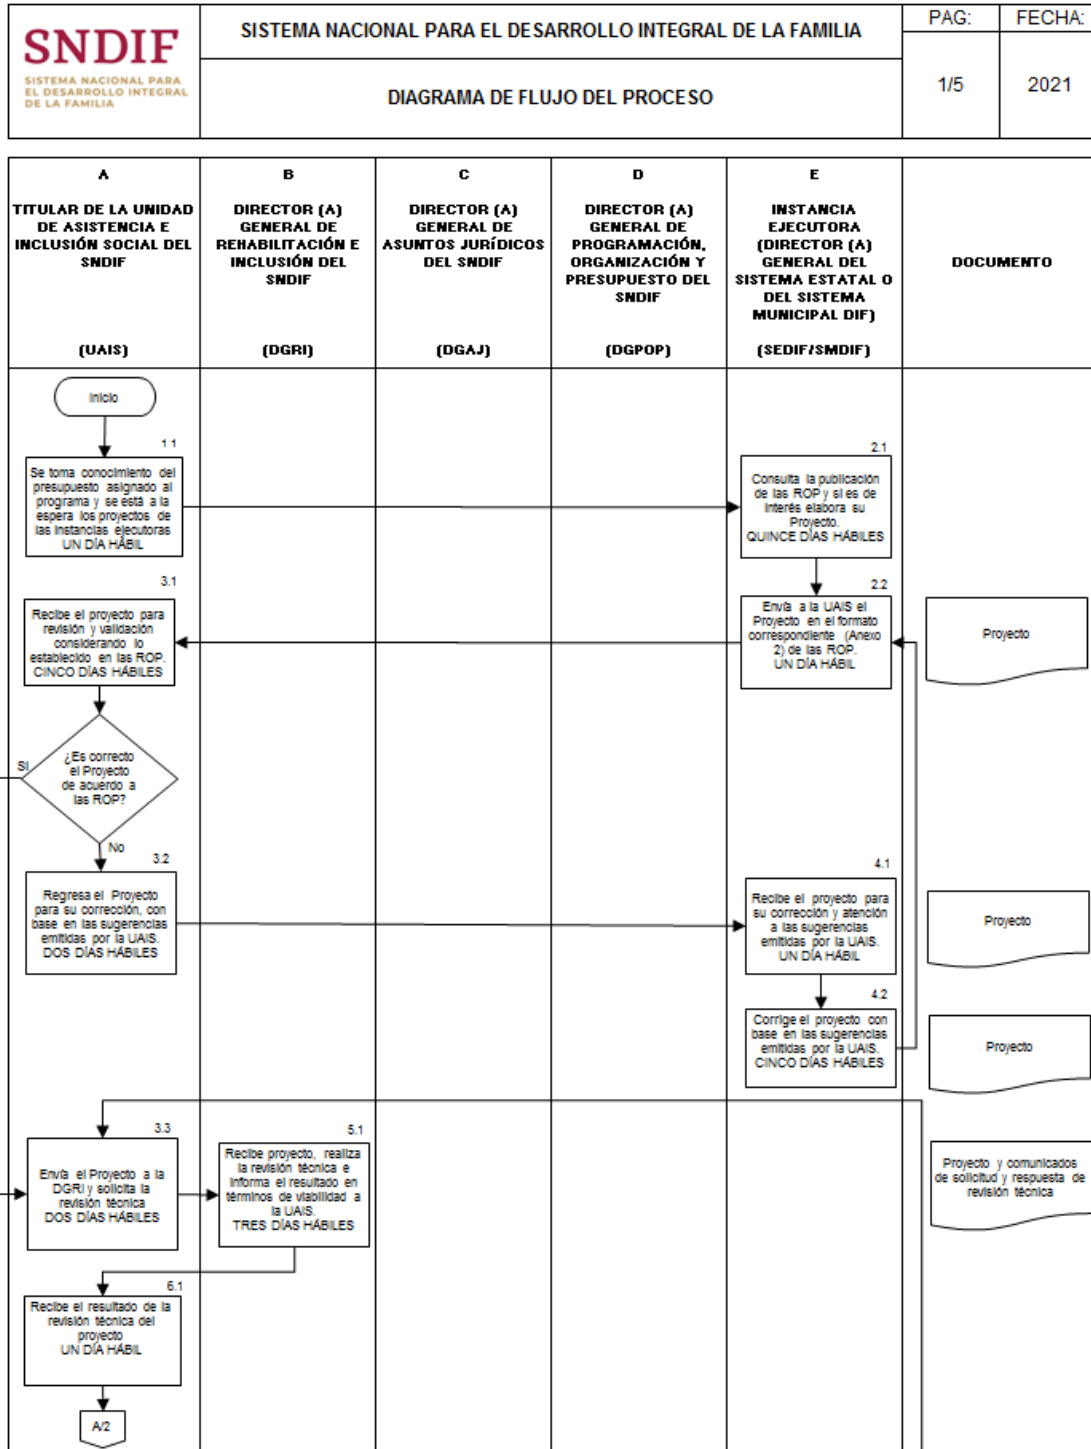 SNDIF
SISTEMA NACIONAL PARA
EL DESARROLLO INTEGRAL
DE LA FAMILIA
SISTEMA NACIONAL PARA EL DESARROLLO INTEGRAL DE LA FAMILIA
DIAGRAMA DE FLUJO DEL PROCESO
PAG:
FECHA:
1/5
2021
A
TITULAR DE LA UNIDAD
DE ASISTENCIA E
INCLUSIÓN SOCIAL DEL
SNDIF
(UAIS)
B
DIRECTOR (A)
GENERAL DE
REHABILITACIÓN E
INCLUSIÓN DEL
SNDIF
(DGRI)
C
DIRECTOR (A)
GENERAL DE
ASUNTOS JURÍDICOS
DEL SNDIF
(DGAJ)
D
DIRECTOR (A)
GENERAL DE
PROGRAMACIÓN,
ORGANIZACIÓN Y
PRESUPUESTO DEL
SNDIF
(DGPOP)
E
INSTANCIA
EJECUTORA
(DIRECTOR (A)
GENERAL DEL
SISTEMA ESTATAL O
DEL SISTEMA
MUNICIPAL DIF)
(SEDIF/SMDIF)
DOCUMENTO
Inicio
1 1
Se toma conocimiento del
presupuesto asignado al
programa y se está a la
espera los proyectos de
las instancias ejecutoras
UN DÍA HÁBIL
2.1
Consulta la publicación
de las ROP y si es de
interés elabora su
Proyecto.
QUINCE DÍAS HÁBILES
3.1
Recibe el proyecto para
revisión y validación
considerando lo
establecido en las ROP.
CINCO DÍAS HÁBILES
2.2
Envía a la UAIS el
Proyecto en el formato
correspondiente (Anexo
2) de las ROP.
UN DÍA HÁBIL
Proyecto
SI
¿Es correcto
el Proyecto
de acuerdo a
las ROP?
No
3.2
Regresa el Proyecto
para su corrección, con
base en las sugerencias
emitidas por la UAIS.
DOS DÍAS HÁBILES
4.1
Recibe el proyecto para
su corrección y atención
a las sugerencias
emitidas por la UAIS.
UN DÍA HÁBIL
Proyecto
4.2
Corrige el proyecto con
base en las sugerencias
emitidas por la UAIS.
CINCO DÍAS HÁBILES
Proyecto
3.3
Envía el Proyecto a la
DGRI y solicita la
revisión técnica
DOS DÍAS HÁBILES
5.1
Recibe proyecto, realiza
la revisión técnica e
informa el resultado en
términos de viabilidad a
la UAIS.
TRES DÍAS HÁBILES
Proyecto y comunicados
de solicitud y respuesta de
revisión técnica
6.1
Recibe el resultado de la
revisión técnica del
proyecto
UN DÍA HÁBIL
A/2